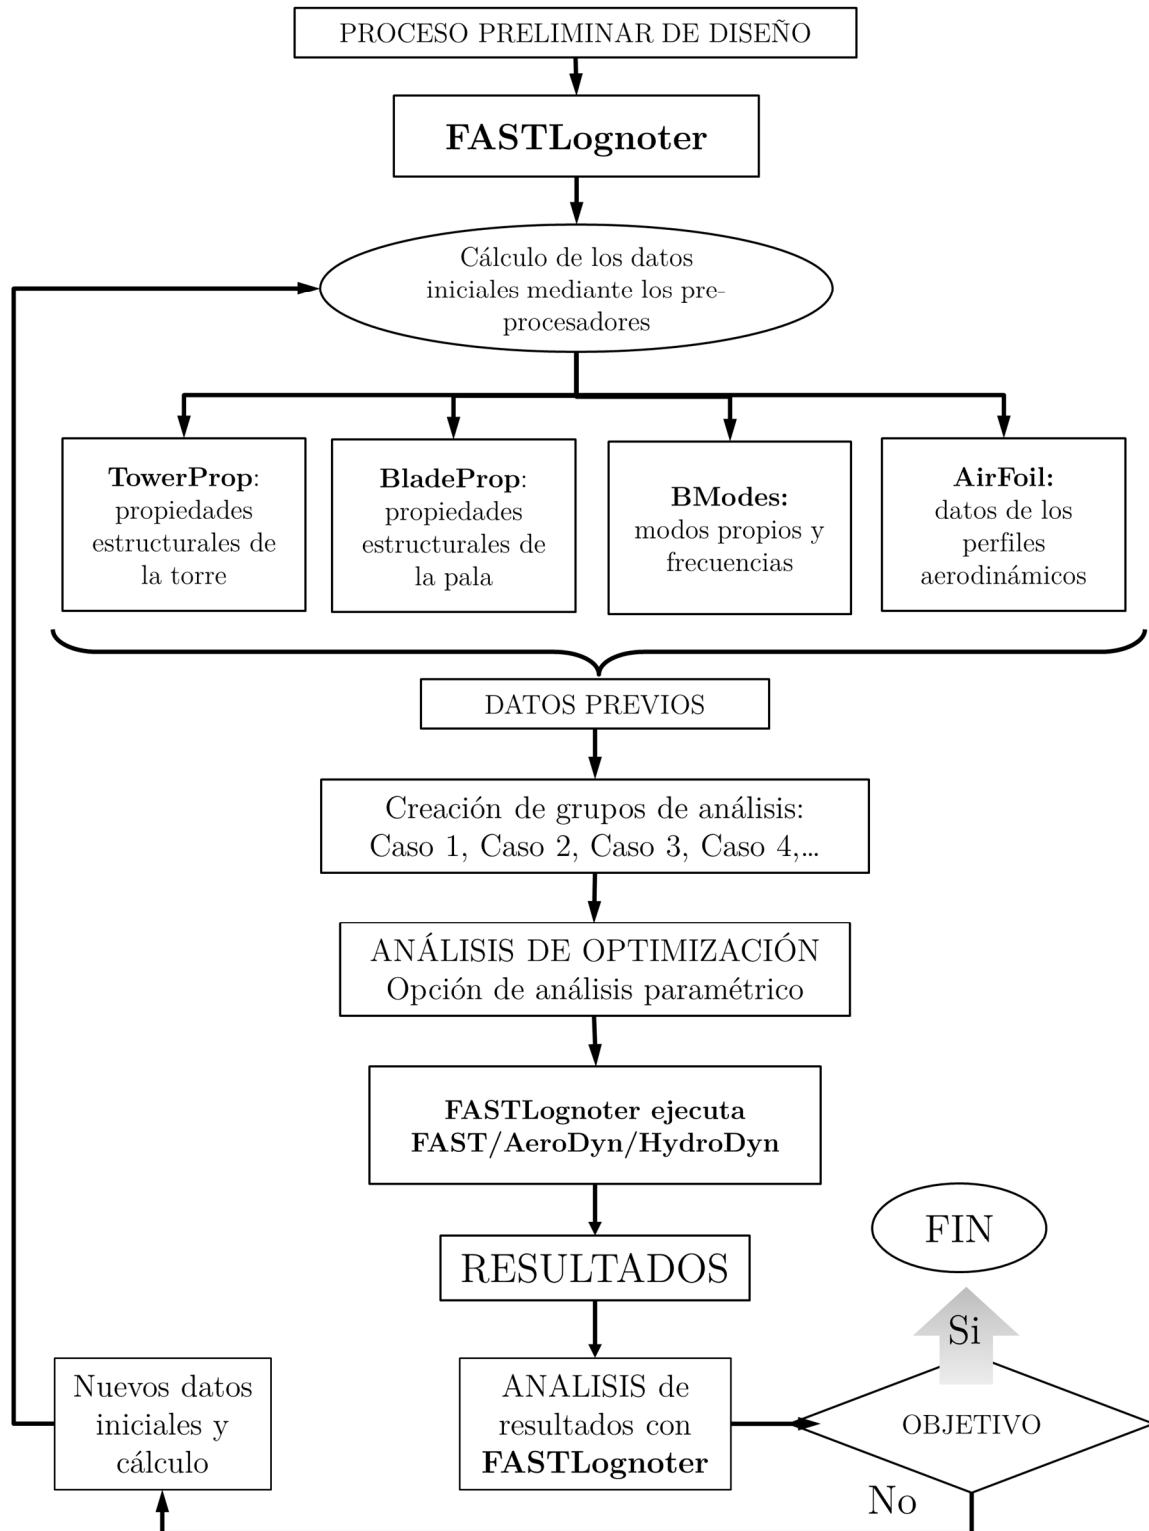 PROCESO PRELIMINAR DE DISEÑO
FASTLognoter
Cálculo de los datos
iniciales mediante los pre-
procesadores
TowerProp:
propiedades
estructurales de
la torre
BladeProp:
propiedades
estructurales de
la pala
BModes:
modos propios y
frecuencias
AirFoil:
datos de los
perfiles
aerodinámicos
DATOS PREVIOS
Creación de grupos de análisis:
Caso 1, Caso 2, Caso 3, Caso 4,...
ANÁLISIS DE OPTIMIZACIÓN
Opción de análisis paramétrico
FASTLognoter ejecuta
FAST/AeroDyn/HydroDyn
RESULTADOS
FIN
Si
Nuevos datos
iniciales y
cálculo
ANALISIS de
resultados con
FASTLognoter
OBJETIVO
No